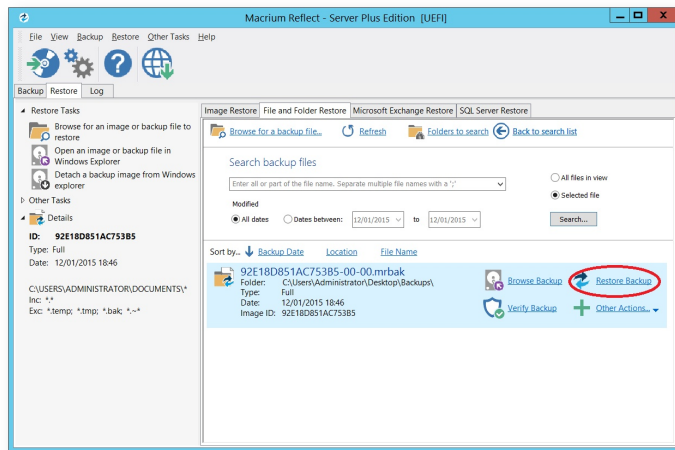 Macrium Reflect - Server Plus Edition [UEFI]
File View Backup Restore Other Tasks Help
Backup Restore Log
Restore Tasks
Browse for an image or backup file to
restore
Open an image or backup file in
Windows Explorer
Detach a backup image from Windows
explorer
Other Tasks
Details
ID: 92E18D851AC753B5
Type: Full
Date: 12/01/2015 18:46
C:\USERS\ADMINISTRATOR\DOCUMENTS\*
Inc: *.*
Exc: *.temp; *.tmp; *.bak; *.~*
Image Restore File and Folder Restore Microsoft Exchange Restore SQL Server Restore
Browse for a backup file... Refresh Folders to search Back to search list
Search backup files
Enter all or part of the file name. Separate multiple file names with a ';'
All files in view
Selected file
Modified
All dates Dates between: 12/01/2015 to 12/01/2015 Search...
Sort by... Backup Date Location File Name
92E18D851AC753B5-00-00.mrbak
Folder: C:\Users\Administrator\Desktop\Backups\
Type: Full
Date: 12/01/2015 18:46
Image ID: 92E18D851AC753B5
Browse Backup Restore Backup
Verify Backup Other Actions...